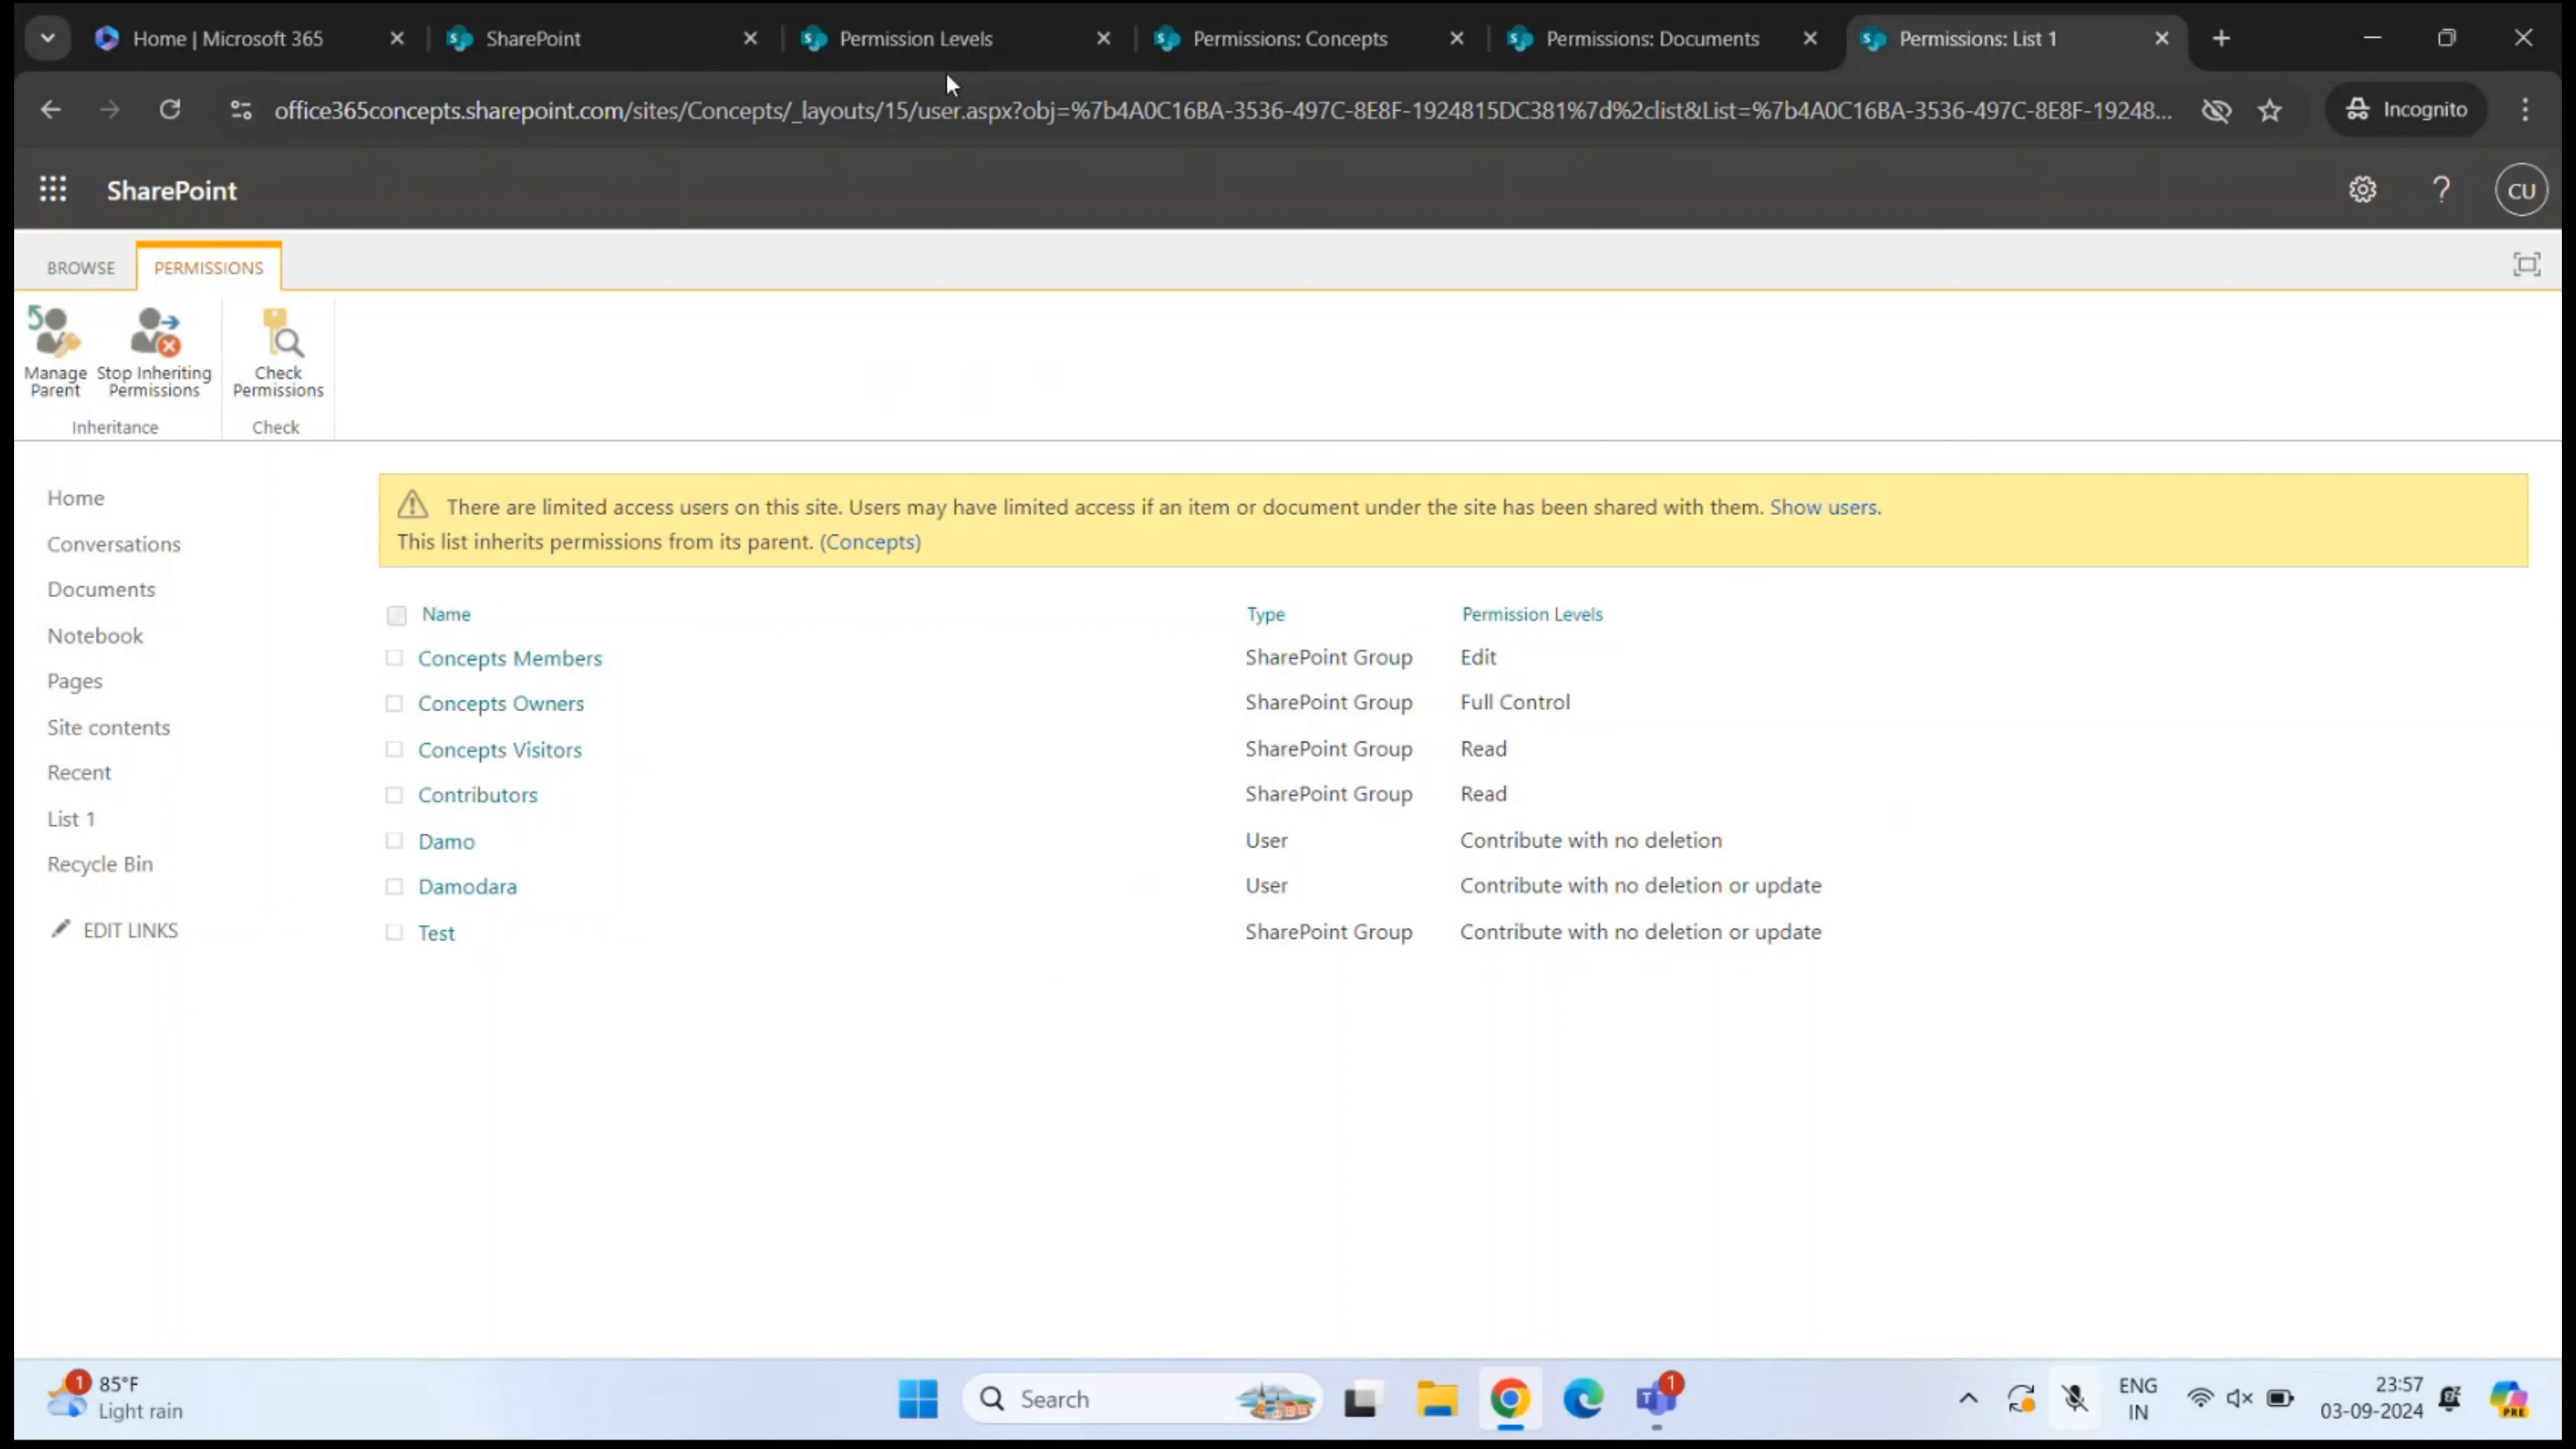 Home | Microsoft 365
SharePoint
Permission Levels
Permissions: Concepts
Permissions: Documents
Permissions: List 1
office365concepts.sharepoint.com/sites/Concepts/_layouts/15/user.aspx?obj=%7b4A0C16BA-3536-497C-8E8F-1924815DC381%7d%2clist&List=%7b4A0C16BA-3536-497C-8E8F-19248...
Incognito
SharePoint
?
CU
BROWSE
PERMISSIONS
Manage Parent
Stop Inheriting Permissions
Check Permissions
Inheritance
Check
Home
Conversations
Documents
Notebook
Pages
Site contents
Recent
List 1
Recycle Bin
EDIT LINKS
There are limited access users on this site. Users may have limited access if an item or document under the site has been shared with them. Show users.
This list inherits permissions from its parent. (Concepts)
Name Type Permission Levels
Concepts Members SharePoint Group Edit
Concepts Owners SharePoint Group Full Control
Concepts Visitors SharePoint Group Read
Contributors SharePoint Group Read
Damo User Contribute with no deletion
Damodara User Contribute with no deletion or update
Test SharePoint Group Contribute with no deletion or update
1
85°F
Light rain
Search
1
ENG
IN
23:57
03-09-2024
PRE